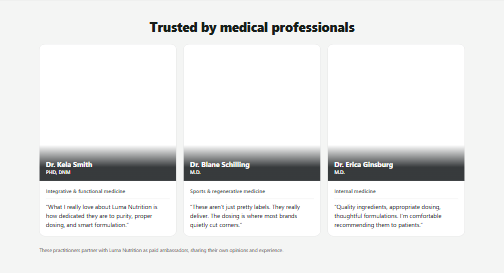 Trusted by medical professionals
Dr. Kela Smith
PHD, DNM
Integrative & functional medicine
"What I really love about Luma Nutrition is
how dedicated they are to purity, proper
dosing, and smart formulation."
Dr. Blane Schilling
M.D.
Sports & regenerative medicine
"These aren't just pretty labels. They really
deliver. The dosing is where most brands
quietly cut corners."
Dr. Erica Ginsburg
M.D.
Internal medicine
"Quality ingredients, appropriate dosing,
thoughtful formulations. I'm comfortable
recommending them to patients."
These practitioners partner with Luma Nutrition as paid ambassadors, sharing their own opinions and experience.